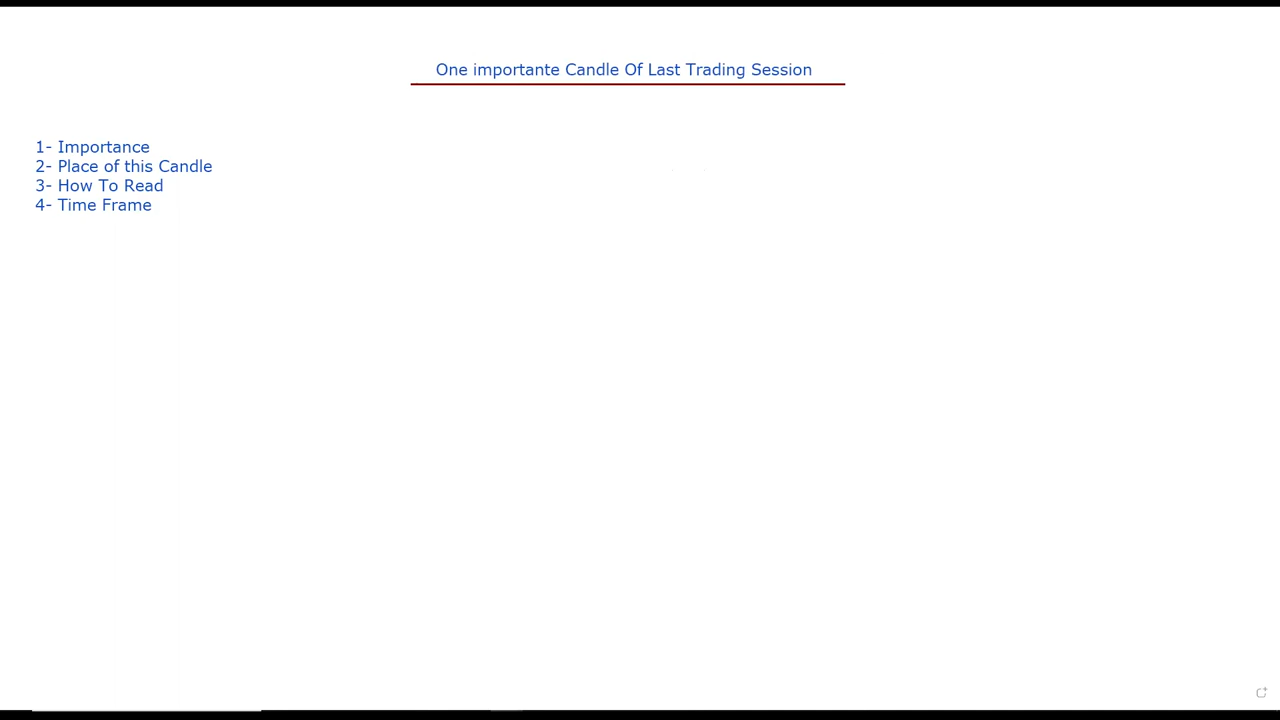 One importante Candle Of Last Trading Session
1- Importance
2- Place of this Candle
3- How To Read
4- Time Frame